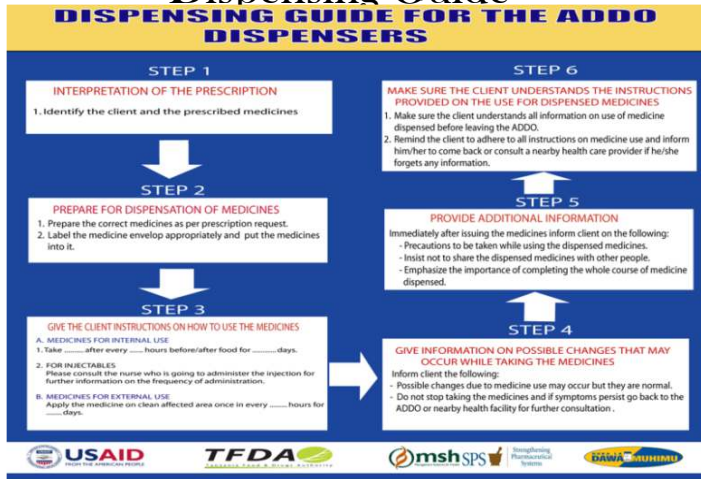 Dispensing Guide
DISPENSING GUIDE FOR THE ADDO
DISPENSERS
STEP 1
INTERPRETATION OF THE PRESCRIPTION
1. Identify the client and the prescribed medicines
STEP 2
PREPARE FOR DISPENSATION OF MEDICINES
1. Prepare the correct medicines as per prescription request.
2. Label the medicine envelop appropriately and put the medicines
into it.
STEP 3
GIVE THE CLIENT INSTRUCTIONS ON HOW TO USE THE MEDICINES
A. MEDICINES FOR INTERNAL USE
1. Take ........ after every ..... hours before/after food for ......... days.
2. FOR INJECTABLES
Please consult the nurse who is going to administer the injection for
further information on the frequency of administration.
B. MEDICINES FOR EXTERNAL USE
Apply the medicine on clean affected area once in every ........ hours for
...... days.
STEP 4
GIVE INFORMATION ON POSSIBLE CHANGES THAT MAY
OCCUR WHILE TAKING THE MEDICINES
Inform client the following:
- Possible changes due to medicine use may occur but they are normal.
- Do not stop taking the medicines and if symptoms persist go back to the
ADDO or nearby health facility for further consultation .
STEP 5
PROVIDE ADDITIONAL INFORMATION
Immediately after issuing the medicines inform client on the following:
- Precautions to be taken while using the dispensed medicines.
- Insist not to share the dispensed medicines with other people.
- Emphasize the importance of completing the whole course of medicine
dispensed.
STEP 6
MAKE SURE THE CLIENT UNDERSTANDS THE INSTRUCTIONS
PROVIDED ON THE USE FOR DISPENSED MEDICINES
1. Make sure the client understands all information on use of medicine
dispensed before leaving the ADDO.
2. Remind the client to adhere to all instructions on medicine use and inform
him/her to come back or consult a nearby health care provider if he/she
forgets any information.
USAID
FROM THE AMERICAN PEOPLE
TFDA
Tanzania Food & Drugs Authority
msh SPS
Strengthening
Pharmaceutical
Systems
DAWA MUHIMU